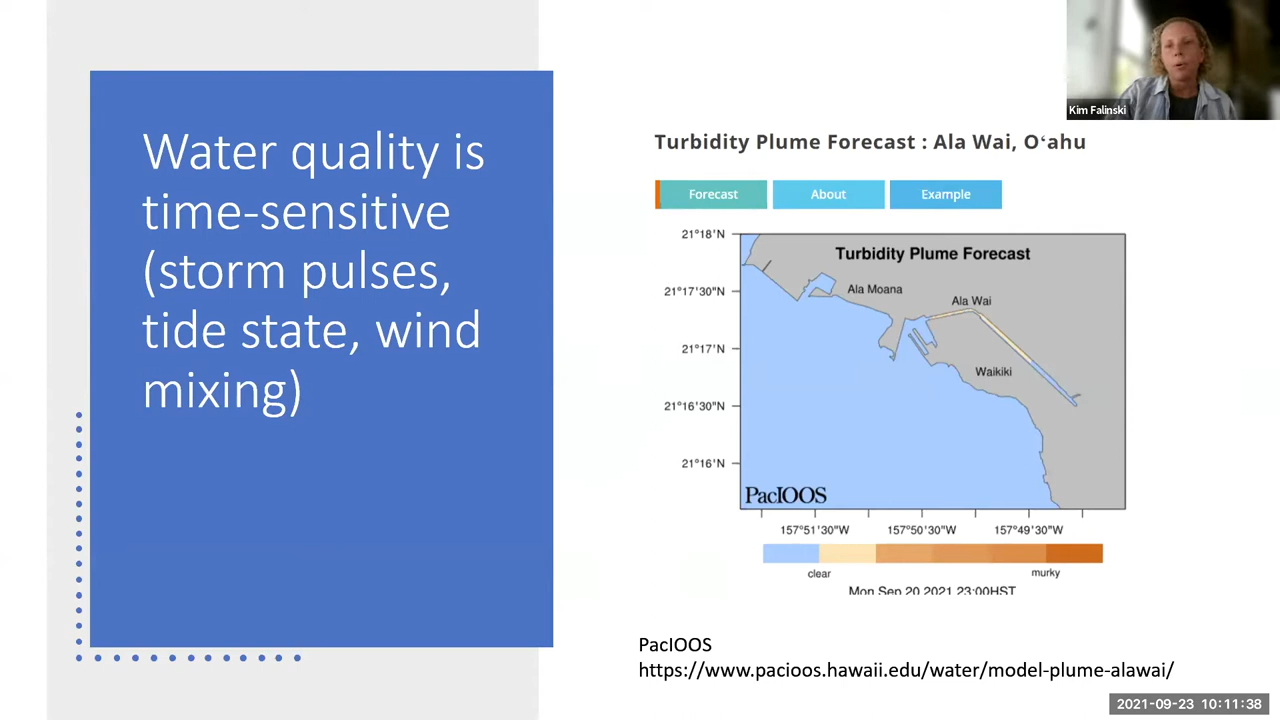 Water quality is
time-sensitive
(storm pulses,
tide state, wind
mixing)
Kim Falinski
Turbidity Plume Forecast : Ala Wai, Oʻahu
Forecast
About
Example
Turbidity Plume Forecast
21°18'N
21°17'30"N
21°17'N
21°16'30"N
21°16'N
Ala Moana
Ala Wai
Waikiki
PacIOOS
157°51'30"W
157°50'30"W
157°49'30"W
clear
murky
Mon Sep 20 2021 23:00HST
PacIOOS
https://www.pacioos.hawaii.edu/water/model-plume-alawai/
2021-09-23 10:11:38